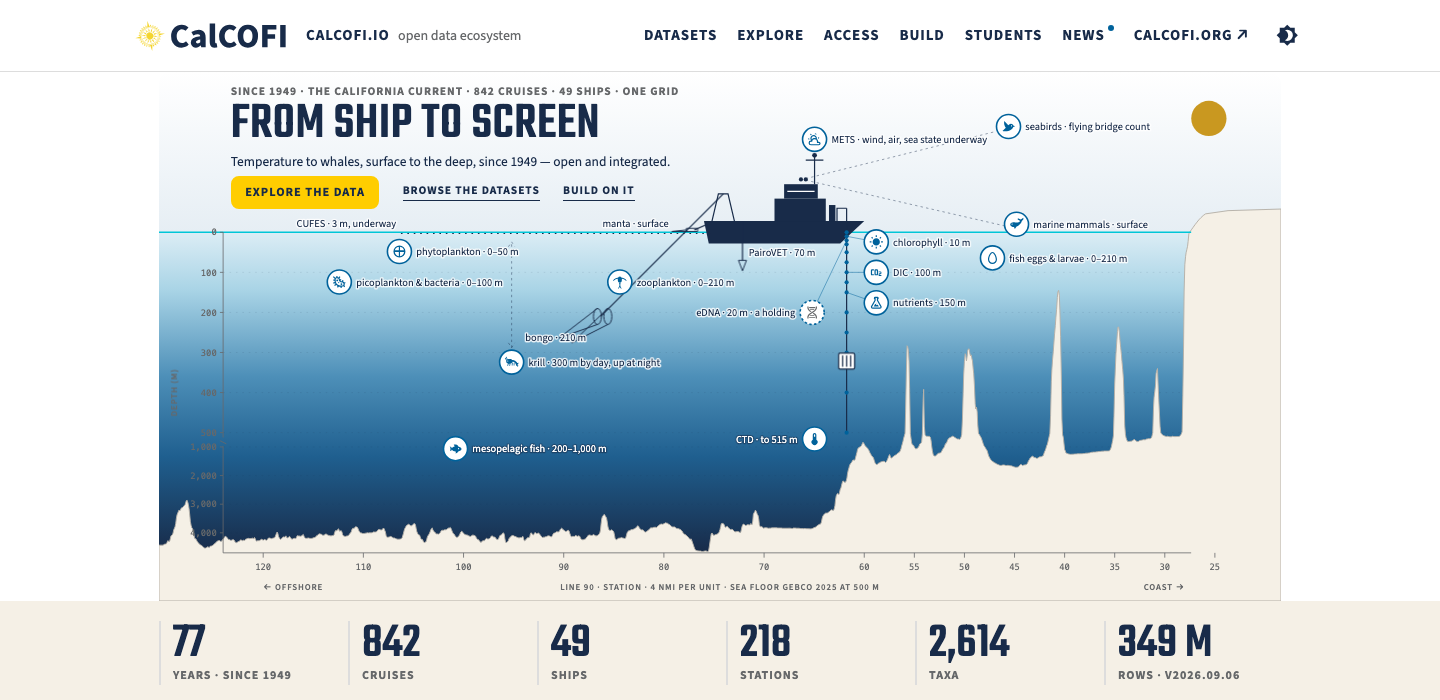 CalCOFI CALCOFI.IO open data ecosystem DATASETS EXPLORE ACCESS BUILD STUDENTS NEWS CALCOFI.ORG ↗
SINCE 1949 · THE CALIFORNIA CURRENT · 842 CRUISES · 49 SHIPS · ONE GRID
FROM SHIP TO SCREEN
Temperature to whales, surface to the deep, since 1949 — open and integrated.
EXPLORE THE DATA BROWSE THE DATASETS BUILD ON IT
seabirds · flying bridge count
METS · wind, air, sea state underway
CUFES · 3 m, underway
manta · surface
marine mammals · surface
0
phytoplankton · 0–50 m
PairoVET · 70 m
chlorophyll · 10 m
fish eggs & larvae · 0–210 m
100
picoplankton & bacteria · 0–100 m
zooplankton · 0–210 m
CO₂
DIC · 100 m
nutrients · 150 m
200
eDNA · 20 m · a holding
bongo · 210 m
300
krill · 300 m by day, up at night
DEPTH (M)
400
500
CTD · to 515 m
1,000
mesopelagic fish · 200–1,000 m
2,000
3,000
4,000
120 110 100 90 80 70 60 55 50 45 40 35 30 25
← OFFSHORE LINE 90 · STATION · 4 NMI PER UNIT · SEA FLOOR GEBCO 2025 AT 500 M COAST →
77 842 49 218 2,614 349 M
YEARS · SINCE 1949 CRUISES SHIPS STATIONS TAXA ROWS · V2026.09.06